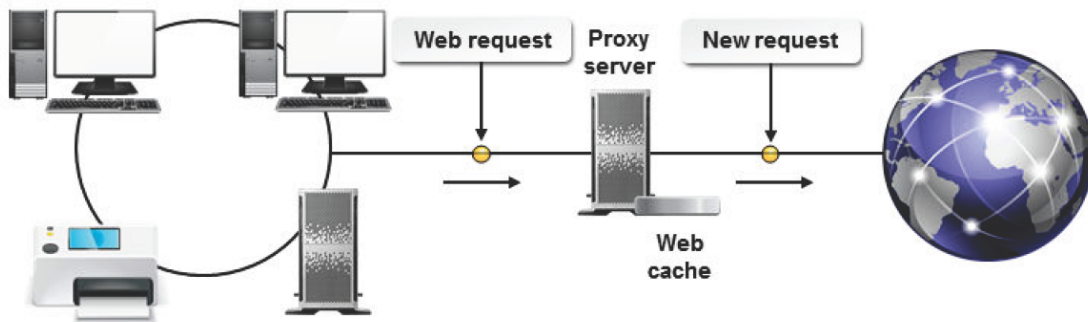 Web request
Proxy
server
New request
Web
cache